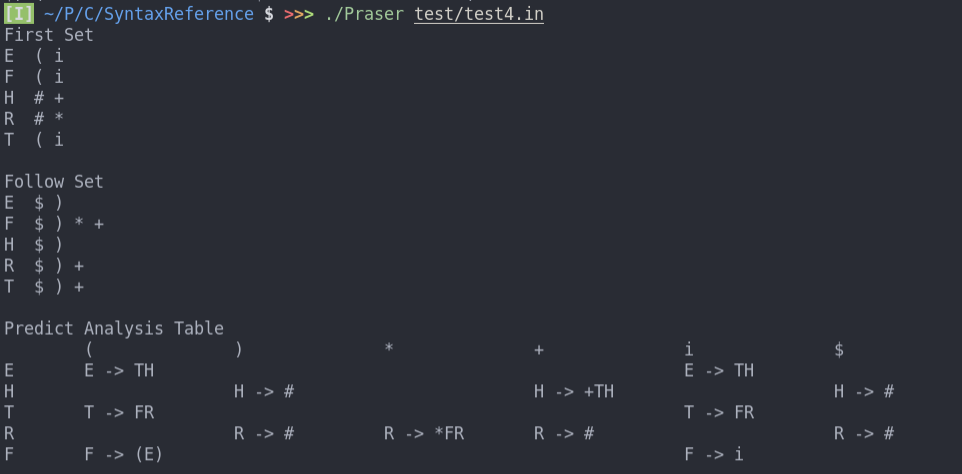 [I] ~/P/C/SyntaxReference $ >>> ./Praser test/test4.in
First Set
E  ( i
F  ( i
H  # +
R  # *
T  ( i
Follow Set
E  $ )
F  $ ) * +
H  $ )
R  $ ) +
T  $ ) +
Predict Analysis Table
        (              )              *              +              i              $
E       E -> TH                                                     E -> TH
H                      H -> #                        H -> +TH                      H -> #
T       T -> FR                                                     T -> FR
R                      R -> #         R -> *FR       R -> #                        R -> #
F       F -> (E)                                                    F -> i